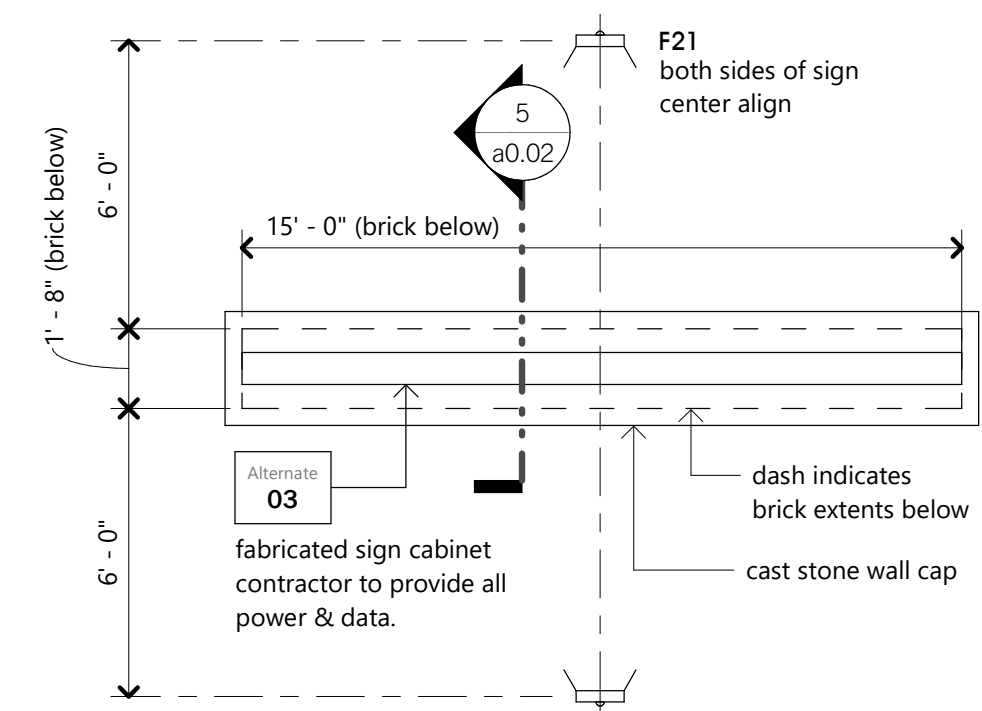 F21
both sides of sign
center align
5
a0.02
6' - 0"
1' - 8" (brick below)
15' - 0" (brick below)
Alternate
03
fabricated sign cabinet
contractor to provide all
power & data.
dash indicates
brick extents below
cast stone wall cap
6' - 0"